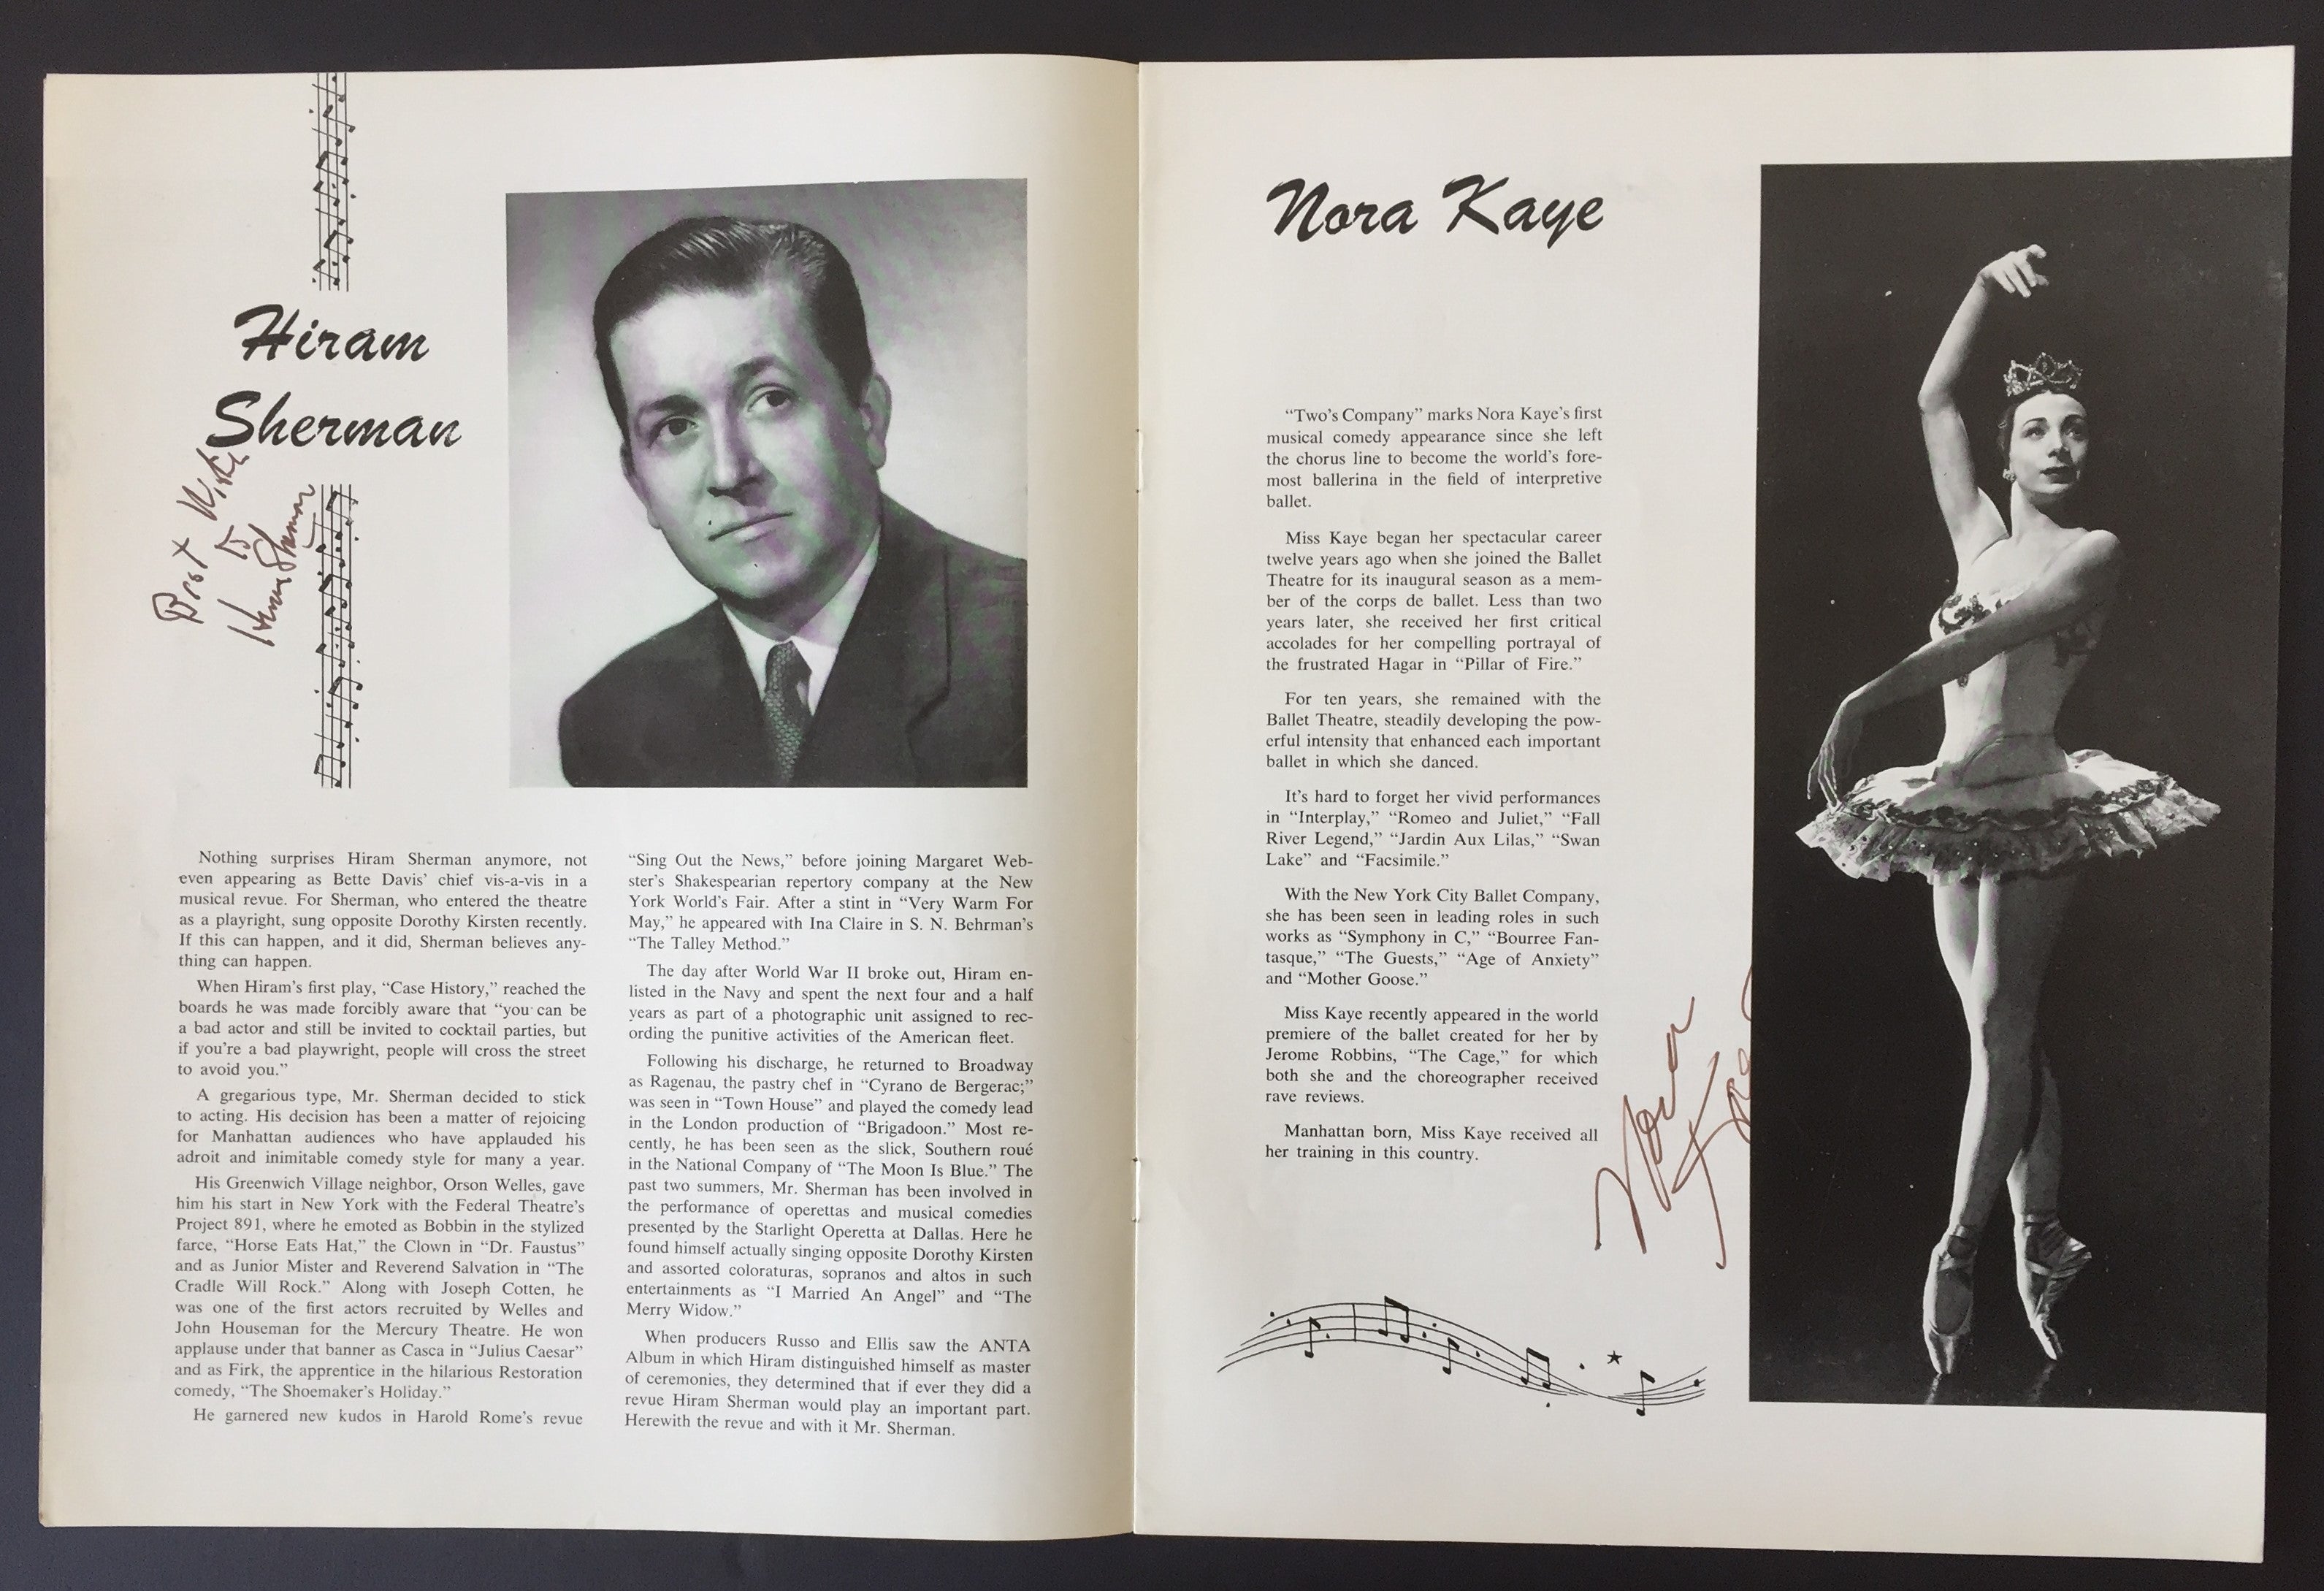 Hiram
Sherman
Hiram Sherman
Nothing surprises Hiram Sherman anymore, not
even appearing as Bette Davis' chief vis-a-vis in a
musical revue. For Sherman, who entered the theatre
as a playright, sung opposite Dorothy Kirsten recently.
If this can happen, and it did, Sherman believes any-
thing can happen.
When Hiram's first play, “Case History,” reached the
boards he was made forcibly aware that “you can be
a bad actor and still be invited to cocktail parties, but
if you're a bad playwright, people will cross the street
to avoid you.”
A gregarious type, Mr. Sherman decided to stick
to acting. His decision has been a matter of rejoicing
for Manhattan audiences who have applauded his
adroit and inimitable comedy style for many a year.
His Greenwich Village neighbor, Orson Welles, gave
him his start in New York with the Federal Theatre's
Project 891, where he emoted as Bobbin in the stylized
farce, “Horse Eats Hat,” the Clown in “Dr. Faustus”
and as Junior Mister and Reverend Salvation in “The
Cradle Will Rock.” Along with Joseph Cotten, he
was one of the first actors recruited by Welles and
John Houseman for the Mercury Theatre. He won
applause under that banner as Casca in “Julius Caesar”
and as Firk, the apprentice in the hilarious Restoration
comedy, “The Shoemaker's Holiday.”
He garnered new kudos in Harold Rome's revue
“Sing Out the News,” before joining Margaret Web-
ster's Shakespearian repertory company at the New
York World's Fair. After a stint in “Very Warm For
May,” he appeared with Ina Claire in S. N. Behrman's
“The Talley Method.”
The day after World War II broke out, Hiram en-
listed in the Navy and spent the next four and a half
years as part of a photographic unit assigned to rec-
ording the punitive activities of the American fleet.
Following his discharge, he returned to Broadway
as Ragenau, the pastry chef in “Cyrano de Bergerac;”
was seen in “Town House” and played the comedy lead
in the London production of “Brigadoon.” Most re-
cently, he has been seen as the slick, Southern roué
in the National Company of “The Moon Is Blue.” The
past two summers, Mr. Sherman has been involved in
the performance of operettas and musical comedies
presented by the Starlight Operetta at Dallas. Here he
found himself actually singing opposite Dorothy Kirsten
and assorted coloraturas, sopranos and altos in such
entertainments as “I Married An Angel” and “The
Merry Widow.”
When producers Russo and Ellis saw the ANTA
Album in which Hiram distinguished himself as master
of ceremonies, they determined that if ever they did a
revue Hiram Sherman would play an important part.
Herewith the revue and with it Mr. Sherman.
Nora Kaye
“Two's Company” marks Nora Kaye's first
musical comedy appearance since she left
the chorus line to become the world's fore-
most ballerina in the field of interpretive
ballet.
Miss Kaye began her spectacular career
twelve years ago when she joined the Ballet
Theatre for its inaugural season as a mem-
ber of the corps de ballet. Less than two
years later, she received her first critical
accolades for her compelling portrayal of
the frustrated Hagar in “Pillar of Fire.”
For ten years, she remained with the
Ballet Theatre, steadily developing the pow-
erful intensity that enhanced each important
ballet in which she danced.
It's hard to forget her vivid performances
in “Interplay,” “Romeo and Juliet,” “Fall
River Legend,” “Jardin Aux Lilas,” “Swan
Lake” and “Facsimile.”
With the New York City Ballet Company,
she has been seen in leading roles in such
works as “Symphony in C,” “Bourree Fan-
tasque,” “The Guests,” “Age of Anxiety”
and “Mother Goose.”
Miss Kaye recently appeared in the world
premiere of the ballet created for her by
Jerome Robbins, “The Cage,” for which
both she and the choreographer received
rave reviews.
Manhattan born, Miss Kaye received all
her training in this country.
Nora
Kaye